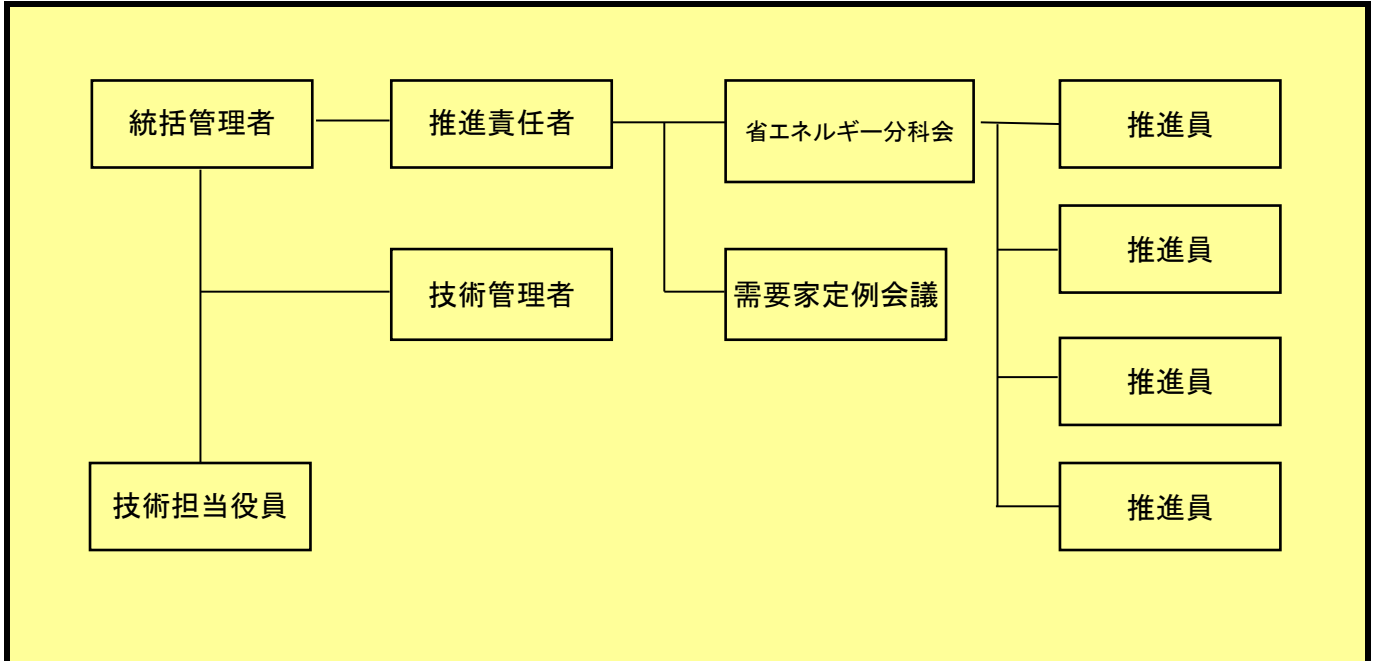 統括管理者
推進責任者
省エネルギー分科会
推進員
推進員
技術管理者
需要家定例会議
推進員
技術担当役員
推進員